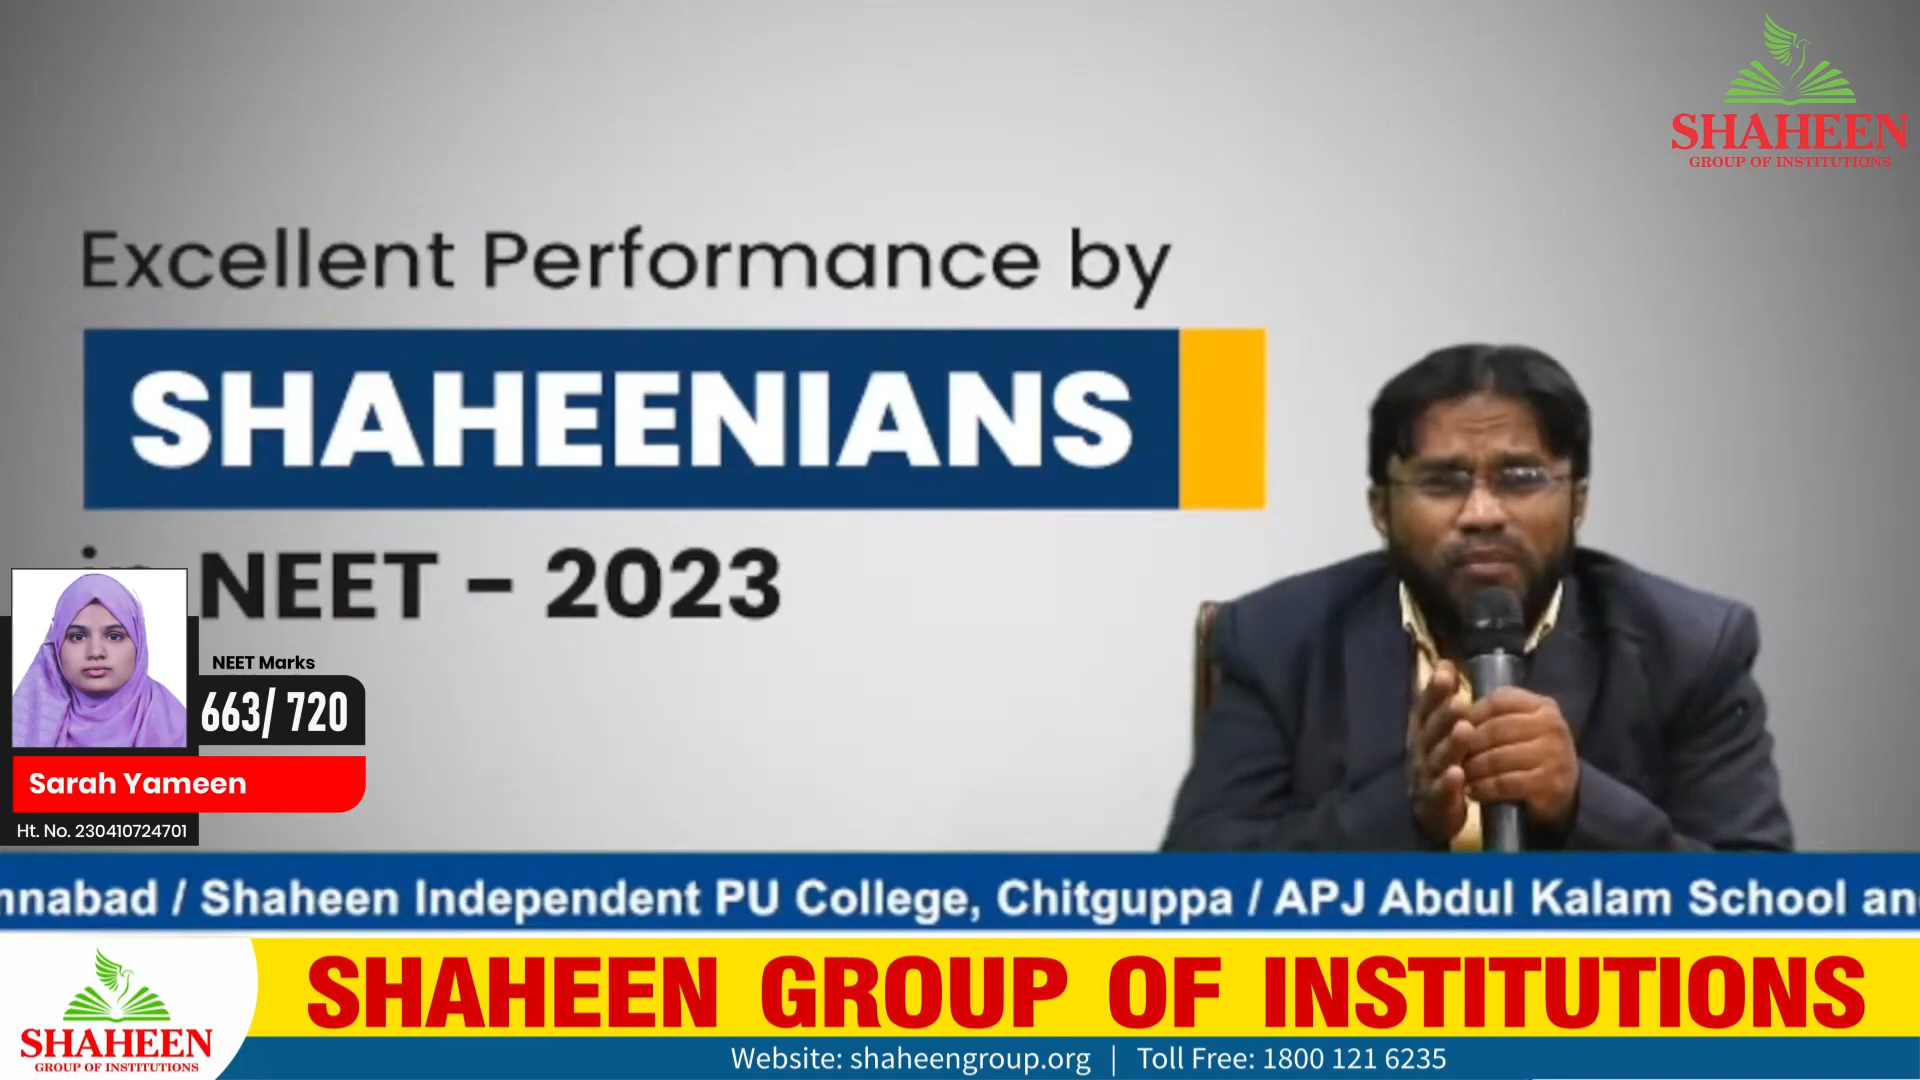 SHAHEEN
GROUP OF INSTITUTIONS
Excellent Performance by
SHAHEENIANS
in NEET - 2023
NEET Marks
663/ 720
Sarah Yameen
Ht. No. 230410724701
/ Shaheen Independent PU College, Chitguppa / APJ Abdul Kalam School
SHAHEEN GROUP OF INSTITUTIONS
SHAHEEN
GROUP OF INSTITUTIONS
Website: shaheengroup.org | Toll Free: 1800 121 6235